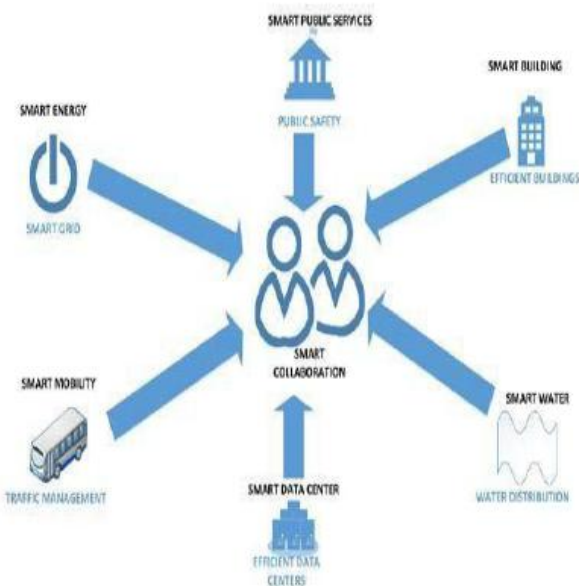 SMART PUBLIC SERVICES
PUBLIC SAFETY
SMART BUILDING
EFFICIENT BUILDINGS
SMART ENERGY
SMART GRID
SMART
COLLABORATION
SMART MOBILITY
TRAFFIC MANAGEMENT
SMART WATER
WATER DISTRIBUTION
SMART DATA CENTER
EFFICIENT DATA
CENTERS